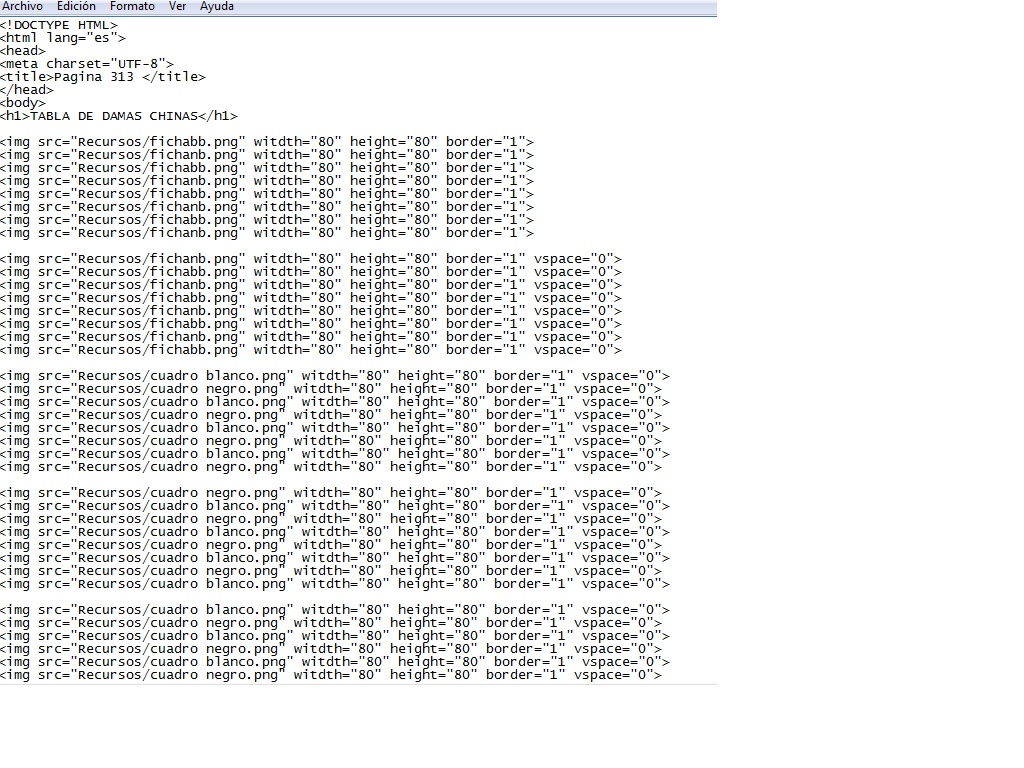 Archivo Edición Formato Ver Ayuda
<!DOCTYPE HTML>
<html lang="es">
<head>
<meta charset="UTF-8">
<title>Pagina 313 </title>
</head>
<body>
<h1>TABLA DE DAMAS CHINAS</h1>
<img src="Recursos/fichabb.png" witdth="80" height="80" border="1">
<img src="Recursos/fichanb.png" witdth="80" height="80" border="1">
<img src="Recursos/fichabb.png" witdth="80" height="80" border="1">
<img src="Recursos/fichanb.png" witdth="80" height="80" border="1">
<img src="Recursos/fichabb.png" witdth="80" height="80" border="1">
<img src="Recursos/fichanb.png" witdth="80" height="80" border="1">
<img src="Recursos/fichabb.png" witdth="80" height="80" border="1">
<img src="Recursos/fichanb.png" witdth="80" height="80" border="1">
<img src="Recursos/fichanb.png" witdth="80" height="80" border="1" vspace="0">
<img src="Recursos/fichabb.png" witdth="80" height="80" border="1" vspace="0">
<img src="Recursos/fichanb.png" witdth="80" height="80" border="1" vspace="0">
<img src="Recursos/fichabb.png" witdth="80" height="80" border="1" vspace="0">
<img src="Recursos/fichanb.png" witdth="80" height="80" border="1" vspace="0">
<img src="Recursos/fichabb.png" witdth="80" height="80" border="1" vspace="0">
<img src="Recursos/fichanb.png" witdth="80" height="80" border="1" vspace="0">
<img src="Recursos/fichabb.png" witdth="80" height="80" border="1" vspace="0">
<img src="Recursos/cuadro blanco.png" witdth="80" height="80" border="1" vspace="0">
<img src="Recursos/cuadro negro.png" witdth="80" height="80" border="1" vspace="0">
<img src="Recursos/cuadro blanco.png" witdth="80" height="80" border="1" vspace="0">
<img src="Recursos/cuadro negro.png" witdth="80" height="80" border="1" vspace="0">
<img src="Recursos/cuadro blanco.png" witdth="80" height="80" border="1" vspace="0">
<img src="Recursos/cuadro negro.png" witdth="80" height="80" border="1" vspace="0">
<img src="Recursos/cuadro blanco.png" witdth="80" height="80" border="1" vspace="0">
<img src="Recursos/cuadro negro.png" witdth="80" height="80" border="1" vspace="0">
<img src="Recursos/cuadro negro.png" witdth="80" height="80" border="1" vspace="0">
<img src="Recursos/cuadro blanco.png" witdth="80" height="80" border="1" vspace="0">
<img src="Recursos/cuadro negro.png" witdth="80" height="80" border="1" vspace="0">
<img src="Recursos/cuadro blanco.png" witdth="80" height="80" border="1" vspace="0">
<img src="Recursos/cuadro negro.png" witdth="80" height="80" border="1" vspace="0">
<img src="Recursos/cuadro blanco.png" witdth="80" height="80" border="1" vspace="0">
<img src="Recursos/cuadro negro.png" witdth="80" height="80" border="1" vspace="0">
<img src="Recursos/cuadro blanco.png" witdth="80" height="80" border="1" vspace="0">
<img src="Recursos/cuadro blanco.png" witdth="80" height="80" border="1" vspace="0">
<img src="Recursos/cuadro negro.png" witdth="80" height="80" border="1" vspace="0">
<img src="Recursos/cuadro blanco.png" witdth="80" height="80" border="1" vspace="0">
<img src="Recursos/cuadro negro.png" witdth="80" height="80" border="1" vspace="0">
<img src="Recursos/cuadro blanco.png" witdth="80" height="80" border="1" vspace="0">
<img src="Recursos/cuadro negro.png" witdth="80" height="80" border="1" vspace="0">